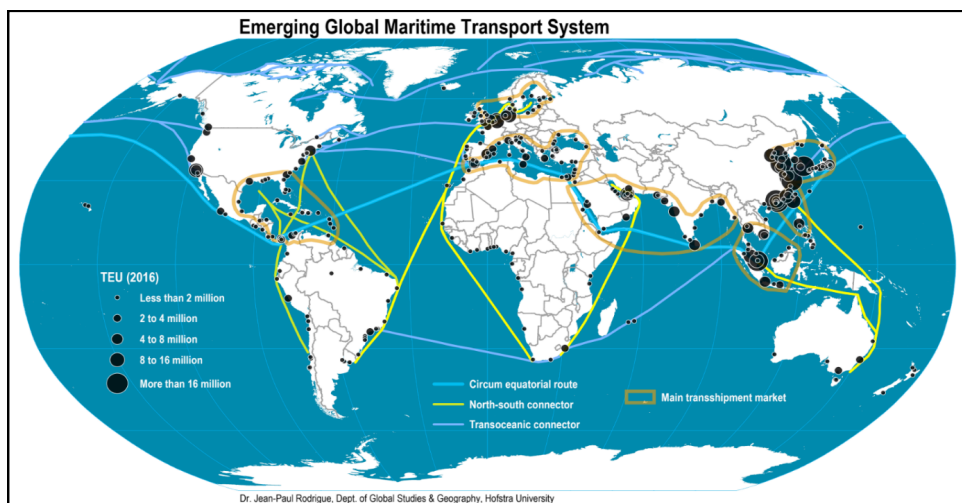 Emerging Global Maritime Transport System
TEU (2016)
Less than 2 million
2 to 4 million
4 to 8 million
8 to 16 million
More than 16 million
Circum equatorial route
North-south connector
Transoceanic connector
Main transshipment market
Dr. Jean-Paul Rodrigue, Dept. of Global Studies & Geography, Hofstra University